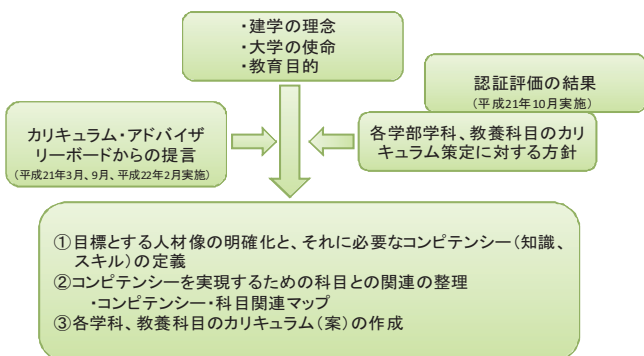 ・建学の理念
・大学の使命
・教育目的
認証評価の結果
（平成21年10月実施）
カリキュラム・アドバイザ
リーボードからの提言
（平成21年3月、9月、平成22年2月実施）
各学部学科、教養科目のカリ
キュラム策定に対する方針
①目標とする人材像の明確化と、それに必要なコンピテンシー（知識、
スキル）の定義
②コンピテンシーを実現するための科目との関連の整理
・コンピテンシー・科目関連マップ
③各学科、教養科目のカリキュラム（案）の作成